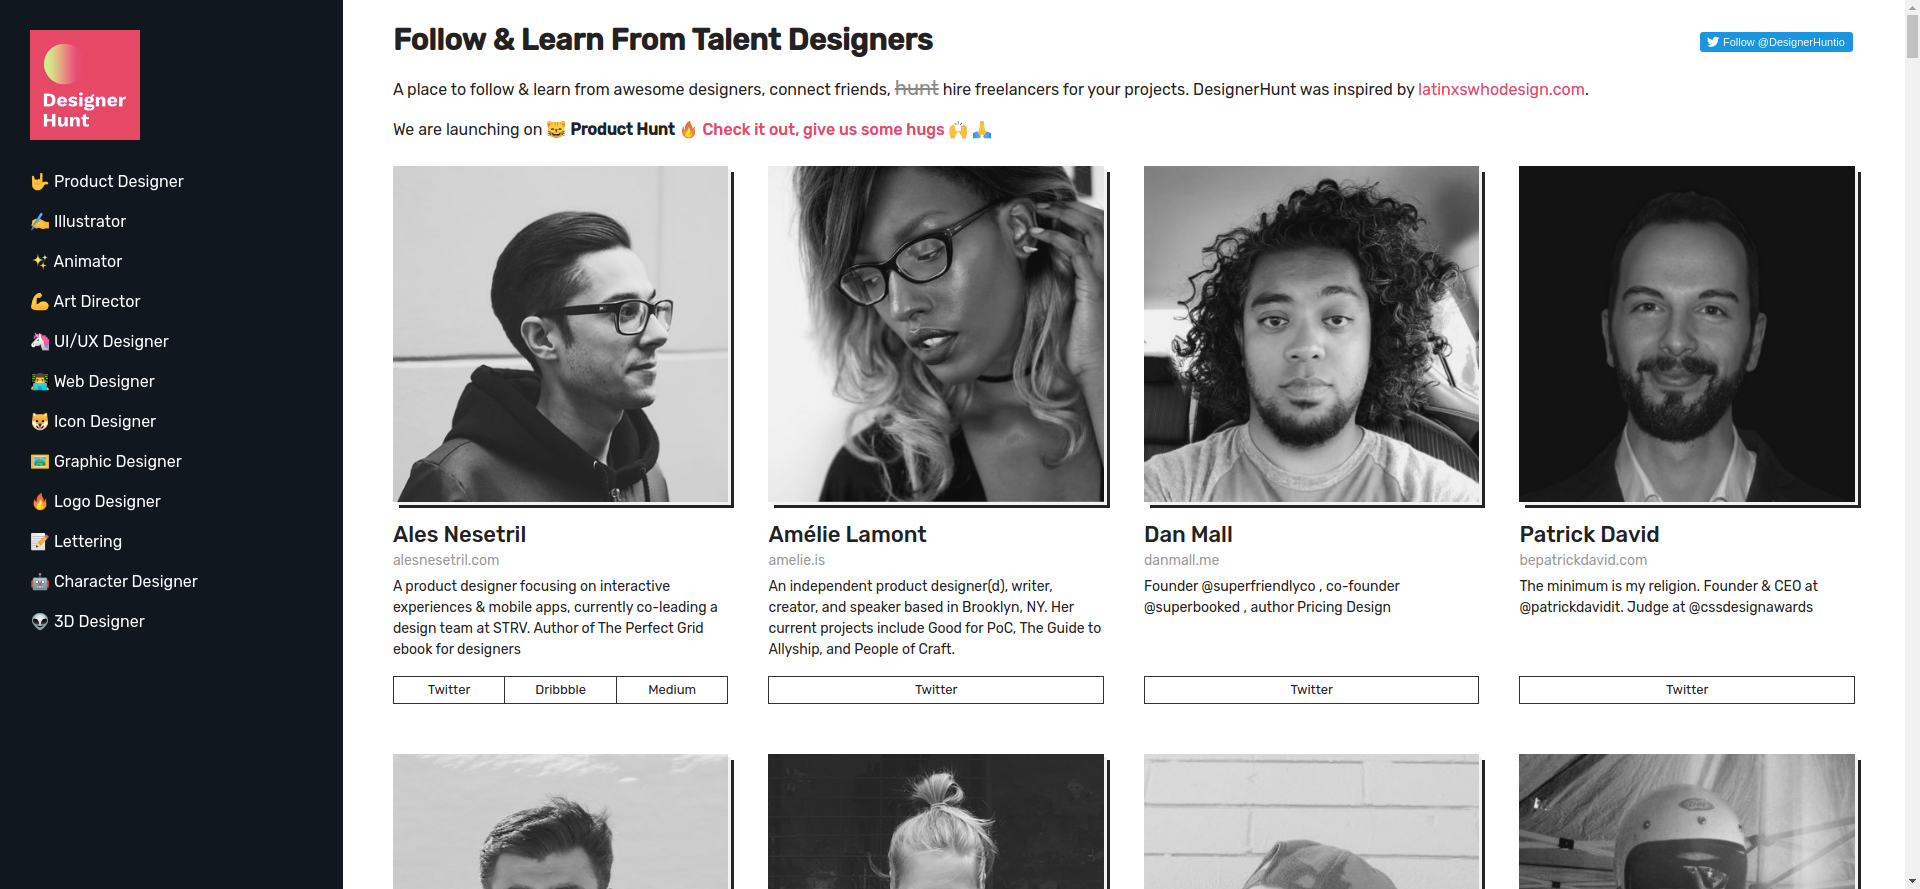 Designer
Hunt
🤟 Product Designer
✍️ Illustrator
✨ Animator
💪 Art Director
🦄 UI/UX Designer
👨‍💻 Web Designer
🐯 Icon Designer
🖼️ Graphic Designer
🔥 Logo Designer
📝 Lettering
🤖 Character Designer
👽 3D Designer
Follow & Learn From Talent Designers
Follow @DesignerHuntio
A place to follow & learn from awesome designers, connect friends, hunt hire freelancers for your projects. DesignerHunt was inspired by latinxswhodesign.com.
We are launching on 😸 Product Hunt 🔥 Check it out, give us some hugs 🙌 🙏
Ales Nesetril
alesnesetril.com
A product designer focusing on interactive
experiences & mobile apps, currently co-leading a
design team at STRV. Author of The Perfect Grid
ebook for designers
Twitter Dribbble Medium
Amélie Lamont
amelie.is
An independent product designer(d), writer,
creator, and speaker based in Brooklyn, NY. Her
current projects include Good for PoC, The Guide to
Allyship, and People of Craft.
Twitter
Dan Mall
danmall.me
Founder @superfriendlyco , co-founder
@superbooked , author Pricing Design
Twitter
Patrick David
bepatrickdavid.com
The minimum is my religion. Founder & CEO at
@patrickdavidit. Judge at @cssdesignawards
Twitter